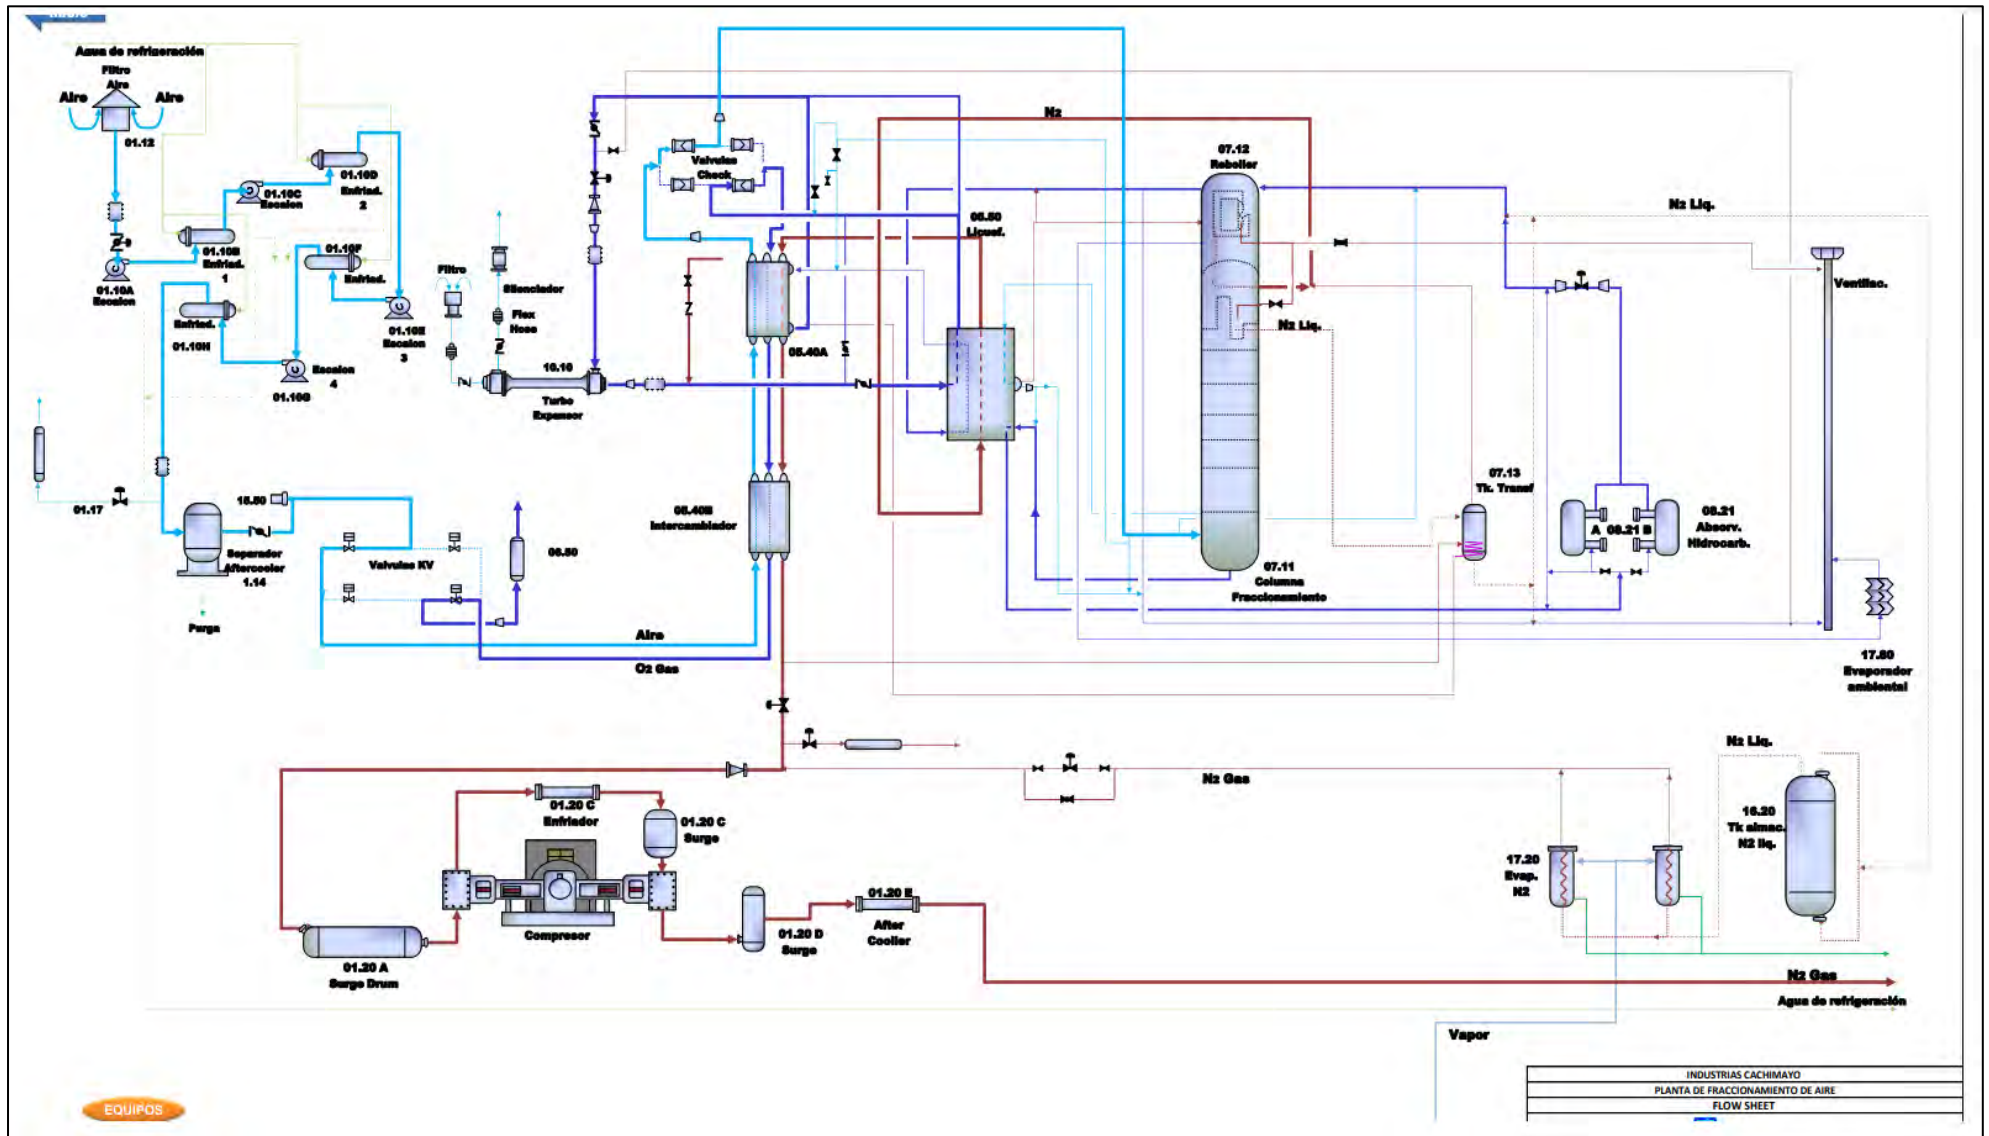 Agua de refrigeración
Filtro
Aire
Aire
Aire
01.12
01.10D
Enfriad.
2
01.10C
Escalon
01.10B
Enfriad.
1
01.10A
Escalon
01.10F
Enfriad.
01.10E
Escalon
3
Enfriad.
01.10H
Escalon
4
01.10G
01.17
Separador
Aftercooler
1.14
Purga
15.50
Valvulas KV
06.50
Aire
O2 Gas
Filtro
Silenciador
Flex
Hose
10.10
Turbo
Expansor
Valvulas
Check
05.40A
05.40B
Intercambiador
05.50
Licuef.
N2
07.12
Reboiler
N2 Liq.
N2 Liq.
07.11
Columna
Fraccionamiento
07.13
Tk. Transf
A 08.21 B
08.21
Absorv.
Hidrocarb.
Ventilac.
17.80
Evaporador
ambiental
N2 Gas
N2 Liq.
16.20
Tk almac.
N2 liq.
17.20
Evap.
N2
01.20 C
Enfriador
01.20 C
Surge
Compresor
01.20 A
Surge Drum
01.20 D
Surge
01.20 E
After
Cooller
N2 Gas
Agua de refrigeración
Vapor
EQUIPOS
INDUSTRIAS CACHIMAYO
PLANTA DE FRACCIONAMIENTO DE AIRE
FLOW SHEET